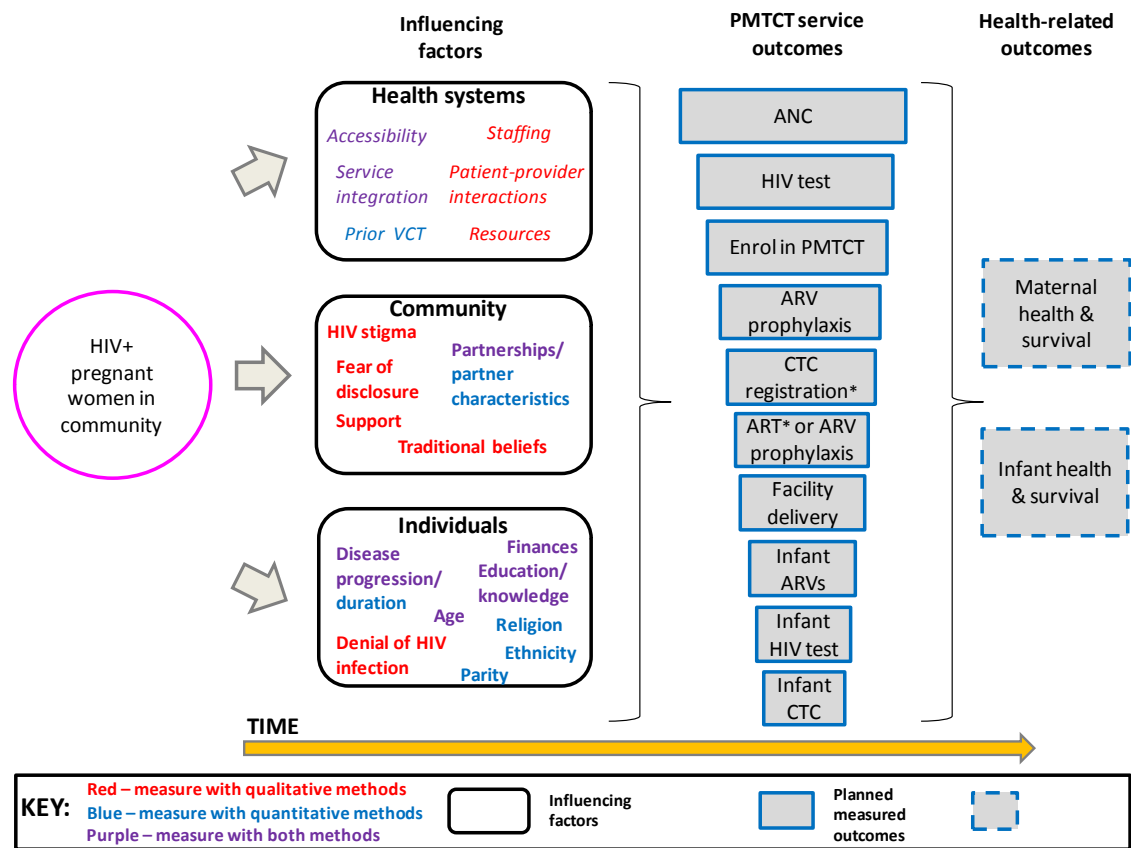 Influencing
factors
PMTCT service
outcomes
Health-related
outcomes
HIV+
pregnant
women in
community
Health systems
Accessibility
Staffing
Service
integration
Patient-provider
interactions
Prior VCT
Resources
Community
HIV stigma
Fear of
disclosure
Partnerships/
partner
characteristics
Support
Traditional beliefs
Individuals
Disease
progression/
duration
Finances
Education/
knowledge
Age
Religion
Denial of HIV
infection
Ethnicity
Parity
ANC
HIV test
Enrol in PMTCT
ARV
prophylaxis
CTC
registration*
ART* or ARV
prophylaxis
Facility
delivery
Infant
ARVs
Infant
HIV test
Infant
CTC
Maternal
health &
survival
Infant health
& survival
TIME
KEY:
Red – measure with qualitative methods
Blue – measure with quantitative methods
Purple – measure with both methods
Influencing
factors
Planned
measured
outcomes